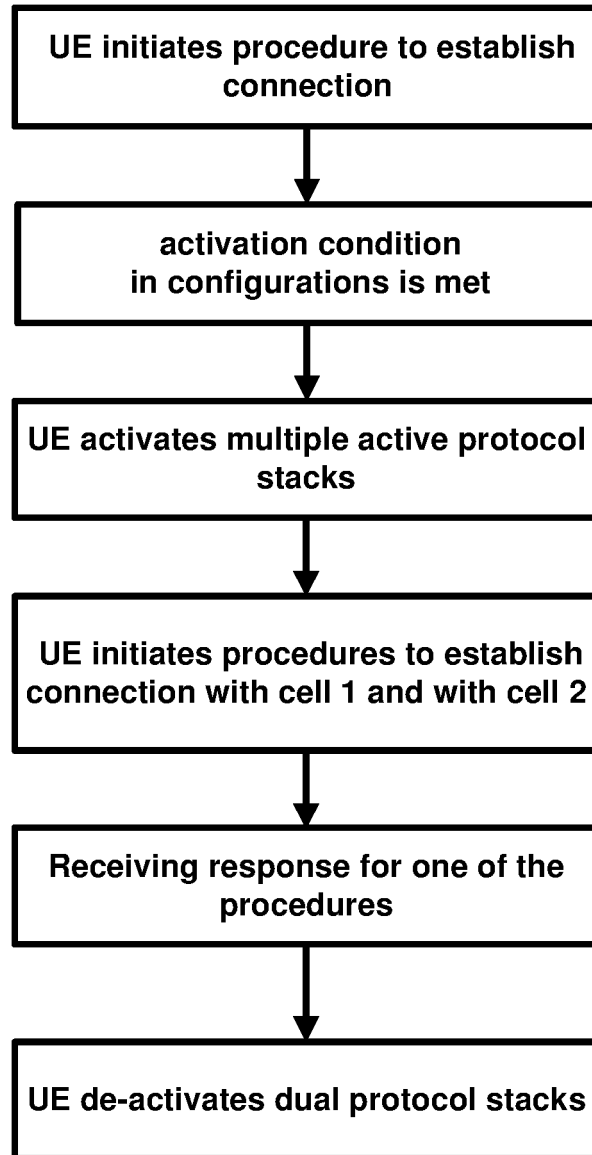 UE initiates procedure to establish
connection
activation condition
in configurations is met
UE activates multiple active protocol
stacks
UE initiates procedures to establish
connection with cell 1 and with cell 2
Receiving response for one of the
procedures
UE de-activates dual protocol stacks